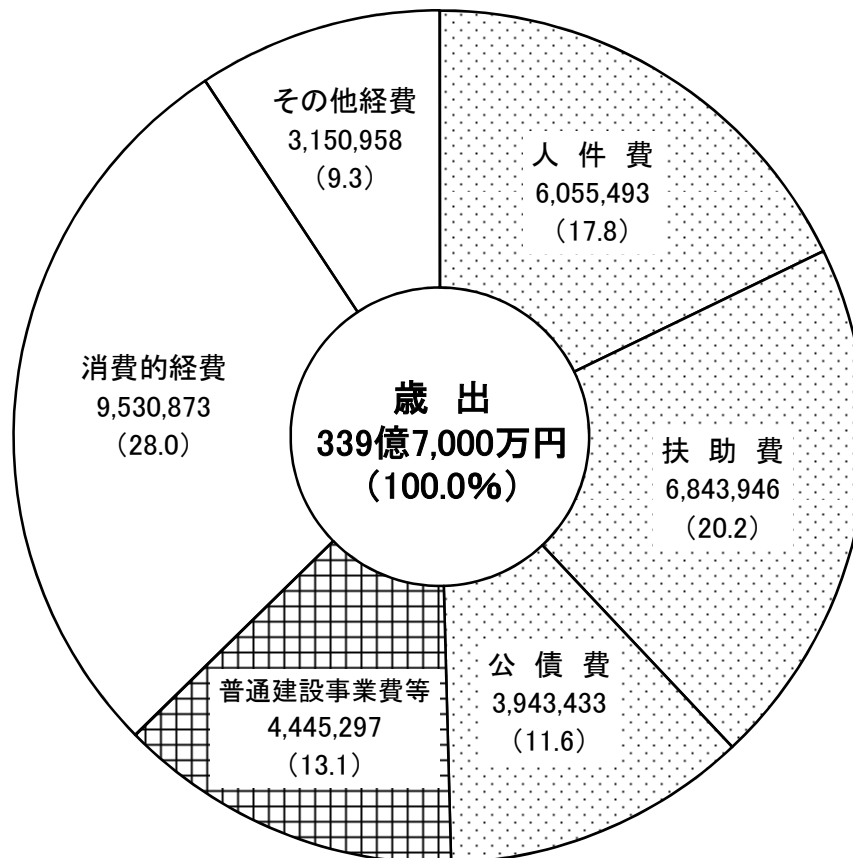 その他経費
3,150,958
（9.3）
人 件 費
6,055,493
（17.8）
消費的経費
9,530,873
（28.0）
歳 出
339億7,000万円
（100.0%）
扶 助 費
6,843,946
（20.2）
公 債 費
3,943,433
（11.6）
普通建設事業費等
4,445,297
（13.1）